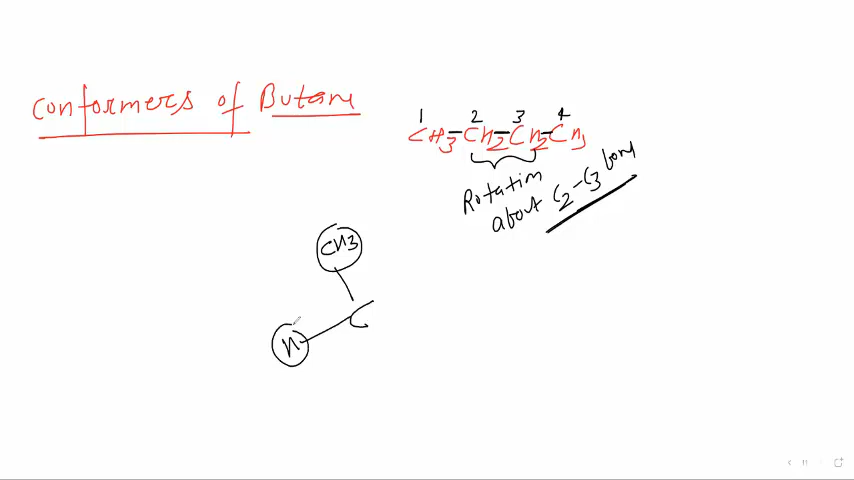 Conformers of Butane
1 2 3 4
CH3-CH2-CH2-CH3
Rotation
about C2-C3 bond
CH3
C
H